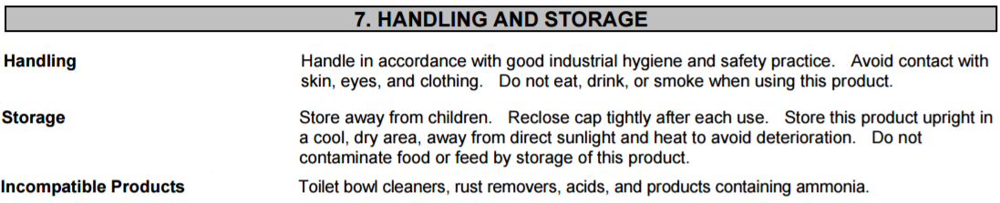 7. HANDLING AND STORAGE
Handling Handle in accordance with good industrial hygiene and safety practice. Avoid contact with
skin, eyes, and clothing. Do not eat, drink, or smoke when using this product.
Storage Store away from children. Reclose cap tightly after each use. Store this product upright in
a cool, dry area, away from direct sunlight and heat to avoid deterioration. Do not
contaminate food or feed by storage of this product.
Incompatible Products Toilet bowl cleaners, rust removers, acids, and products containing ammonia.